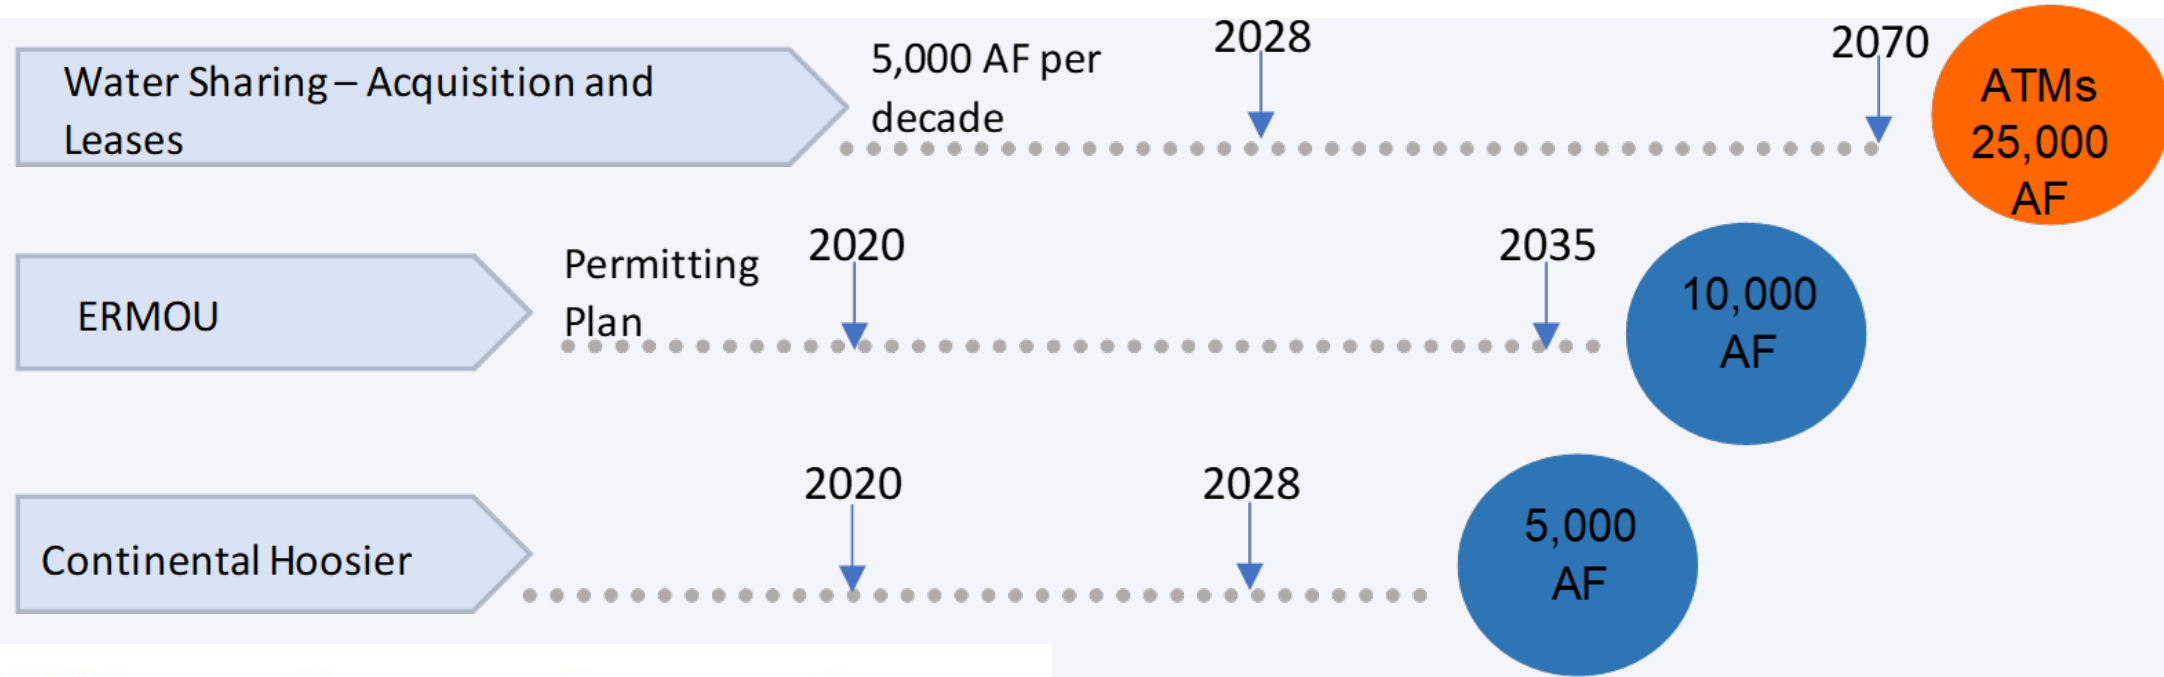 Water Sharing – Acquisition and
Leases
5,000 AF per
decade
2028
2070
ATMs
25,000
AF
ERMOU
Permitting
Plan
2020
2035
10,000
AF
Continental Hoosier
2020
2028
5,000
AF